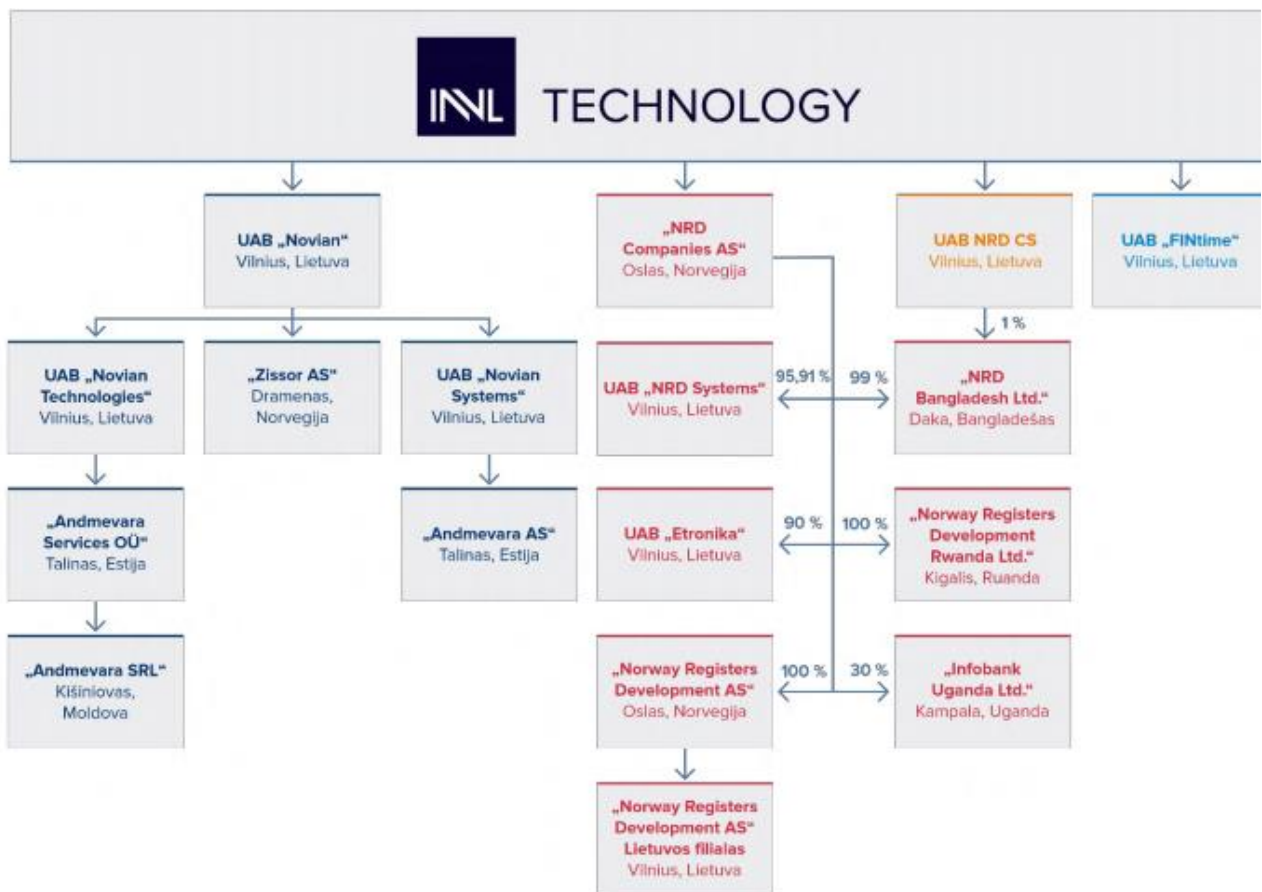 INVL TECHNOLOGY
UAB „Novian“
Vilnius, Lietuva
„NRD
Companies AS“
Oslas, Norvegija
UAB NRD CS
Vilnius, Lietuva
UAB „FINtime“
Vilnius, Lietuva
1 %
UAB „Novian
Technologies“
Vilnius, Lietuva
„Zissor AS“
Dramenas,
Norvegija
UAB „Novian
Systems“
Vilnius, Lietuva
UAB „NRD Systems“
Vilnius, Lietuva
95,91 %
99 %
„NRD
Bangladesh Ltd.“
Daka, Bangladešas
„Andmevara
Services OÜ“
Talinas, Estija
„Andmevara AS“
Talinas, Estija
UAB „Etronika“
Vilnius, Lietuva
90 %
100 %
„Norway Registers
Development
Rwanda Ltd.“
Kigalis, Ruanda
„Andmevara SRL“
Kišiniovas,
Moldova
„Norway Registers
Development AS“
Oslas, Norvegija
100 %
30 %
„Infobank
Uganda Ltd.“
Kampala, Uganda
„Norway Registers
Development AS“
Lietuvos filialas
Vilnius, Lietuva